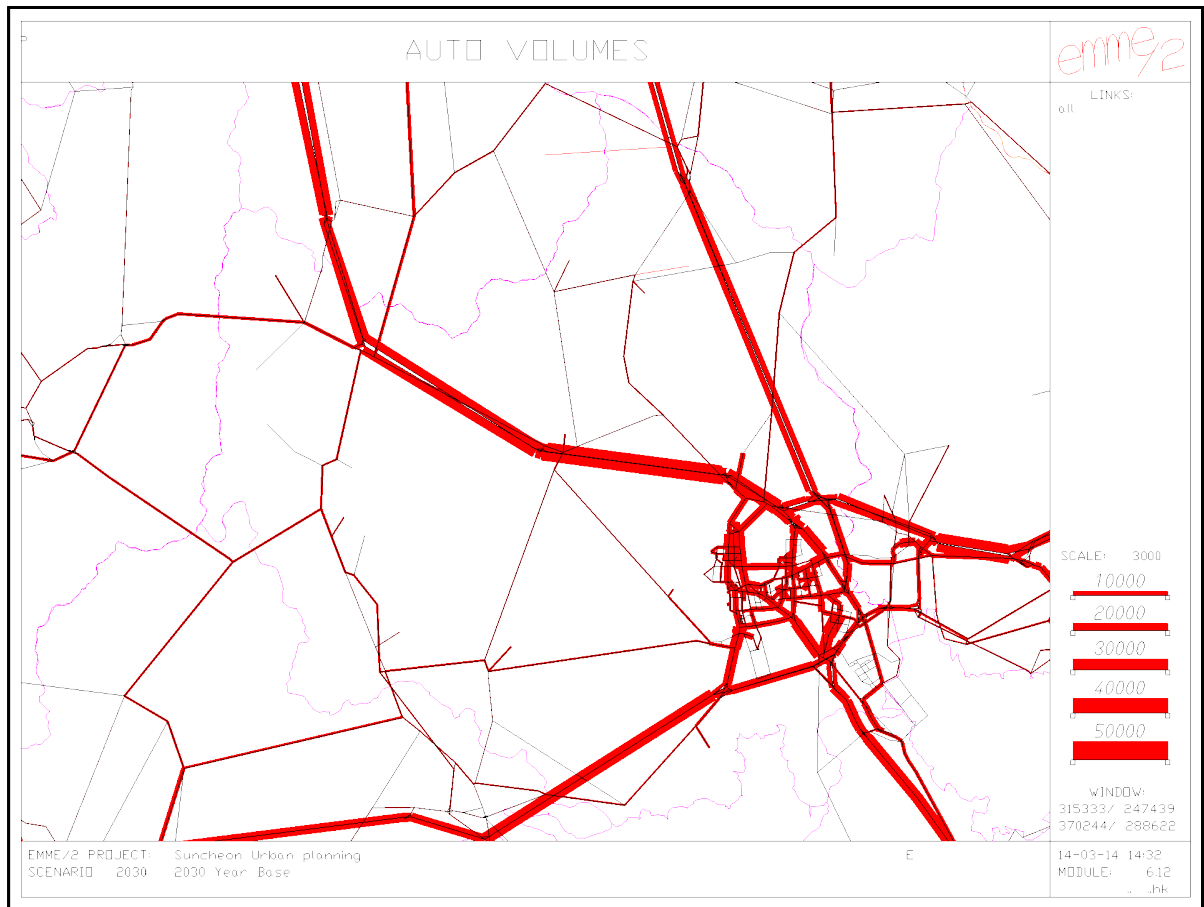 AUTO VOLUMES
emme/2
LINKS:
all
SCALE: 3000
10000
20000
30000
40000
50000
WINDOW:
315333/ 247439
370244/ 288622
EMME/2 PROJECT: Suncheon Urban planning
SCENARIO 2030: 2030 Year Base
E
14-03-14 14:32
MODULE: 6.12
.. ..hk